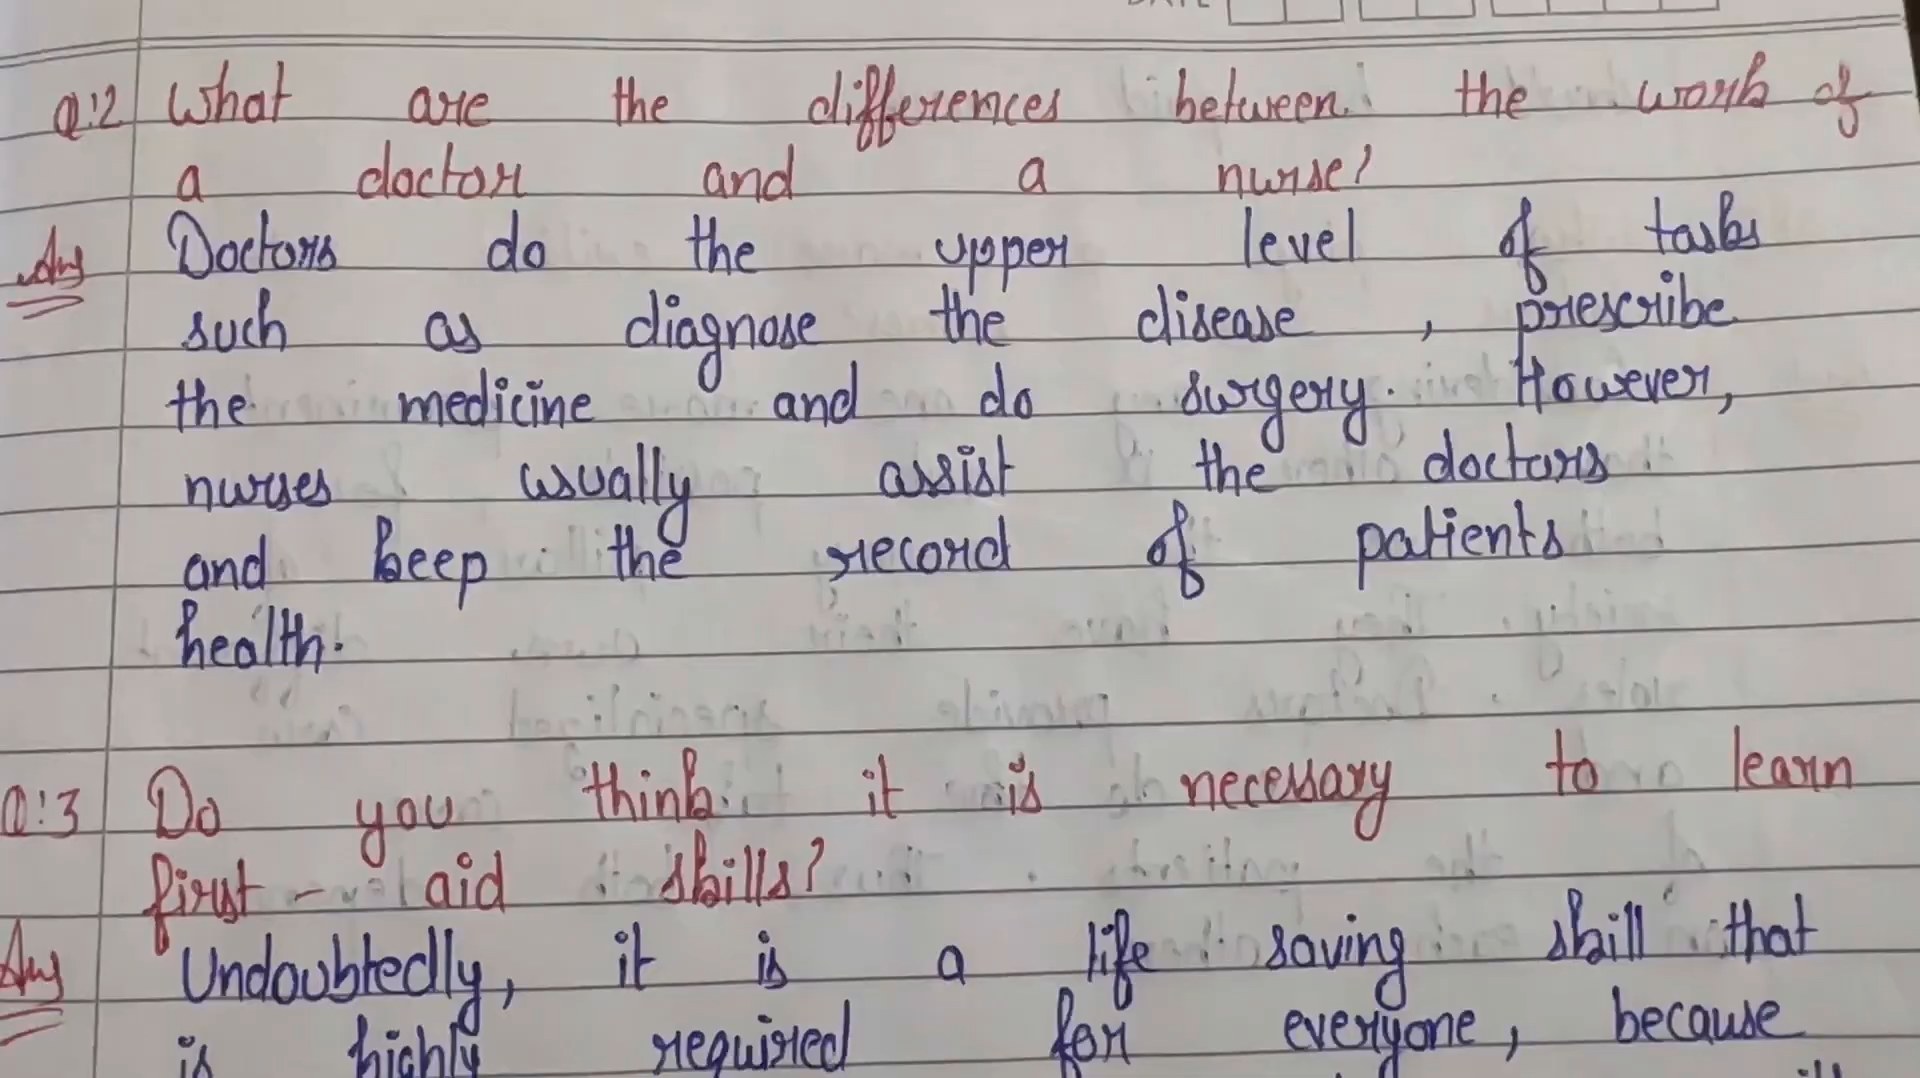 DATE
Q:2 What are the differences between the work of
a doctor and a nurse?
Ans Doctors do the upper level of tasks
such as diagnose the disease, prescribe
the medicine and do surgery. However,
nurses usually assist the doctors
and keep the record of patients
health.
Q:3 Do you think it is necessary to learn
first-aid skills?
Ans Undoubtedly, it is a life saving skill that
is highly required for everyone, because